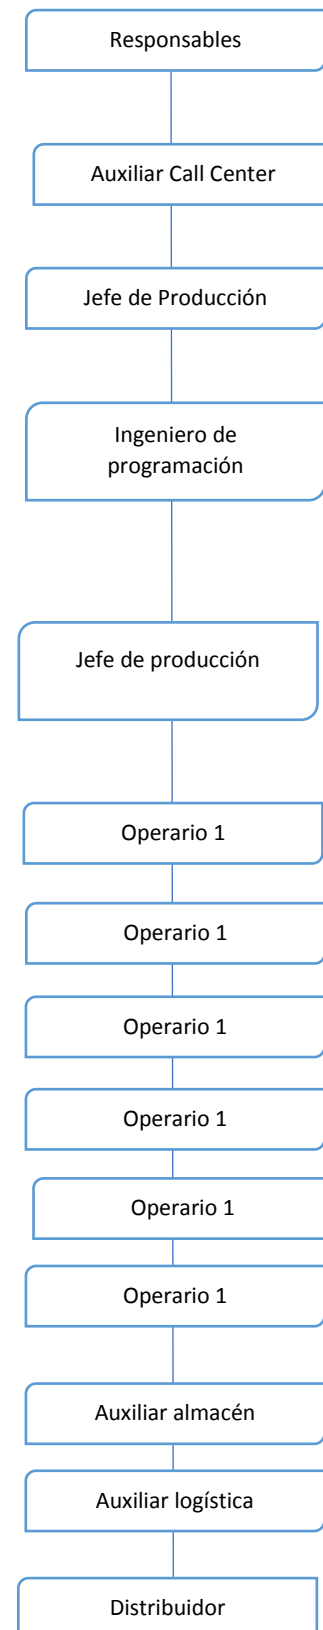 Responsables
Auxiliar Call Center
Jefe de Producción
Ingeniero de
programación
Jefe de producción
Operario 1
Operario 1
Operario 1
Operario 1
Operario 1
Operario 1
Auxiliar almacén
Auxiliar logística
Distribuidor